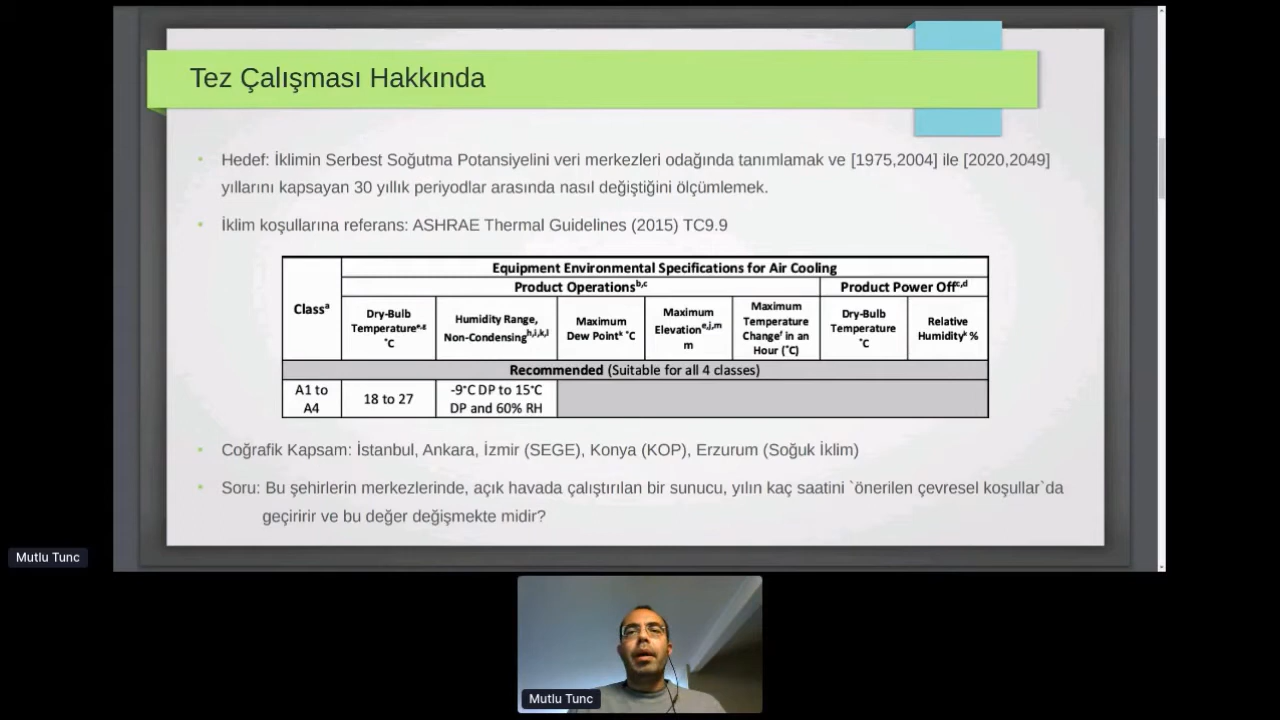 Tez Çalışması Hakkında
Hedef: İklimin Serbest Soğutma Potansiyelini veri merkezleri odağında tanımlamak ve [1975,2004] ile [2020,2049]
yıllarını kapsayan 30 yıllık periyodlar arasında nasıl değiştiğini ölçümlemek.
İklim koşullarına referans: ASHRAE Thermal Guidelines (2015) TC9.9
Equipment Environmental Specifications for Air Cooling
Product Operations b,c Product Power Off c,d
Class a
Dry-Bulb Temperature e,g °C
Humidity Range, Non-Condensing h,i,k,l
Maximum Dew Point k °C
Maximum Elevation e,j,m m
Maximum Temperature Change f in an Hour (°C)
Dry-Bulb Temperature °C
Relative Humidity k %
Recommended (Suitable for all 4 classes)
A1 to A4
18 to 27
-9°C DP to 15°C DP and 60% RH
Coğrafik Kapsam: İstanbul, Ankara, İzmir (SEGE), Konya (KOP), Erzurum (Soğuk İklim)
Soru: Bu şehirlerin merkezlerinde, açık havada çalıştırılan bir sunucu, yılın kaç saatini `önerilen çevresel koşullar`da
geçiririr ve bu değer değişmekte midir?
Mutlu Tunc
Mutlu Tunc